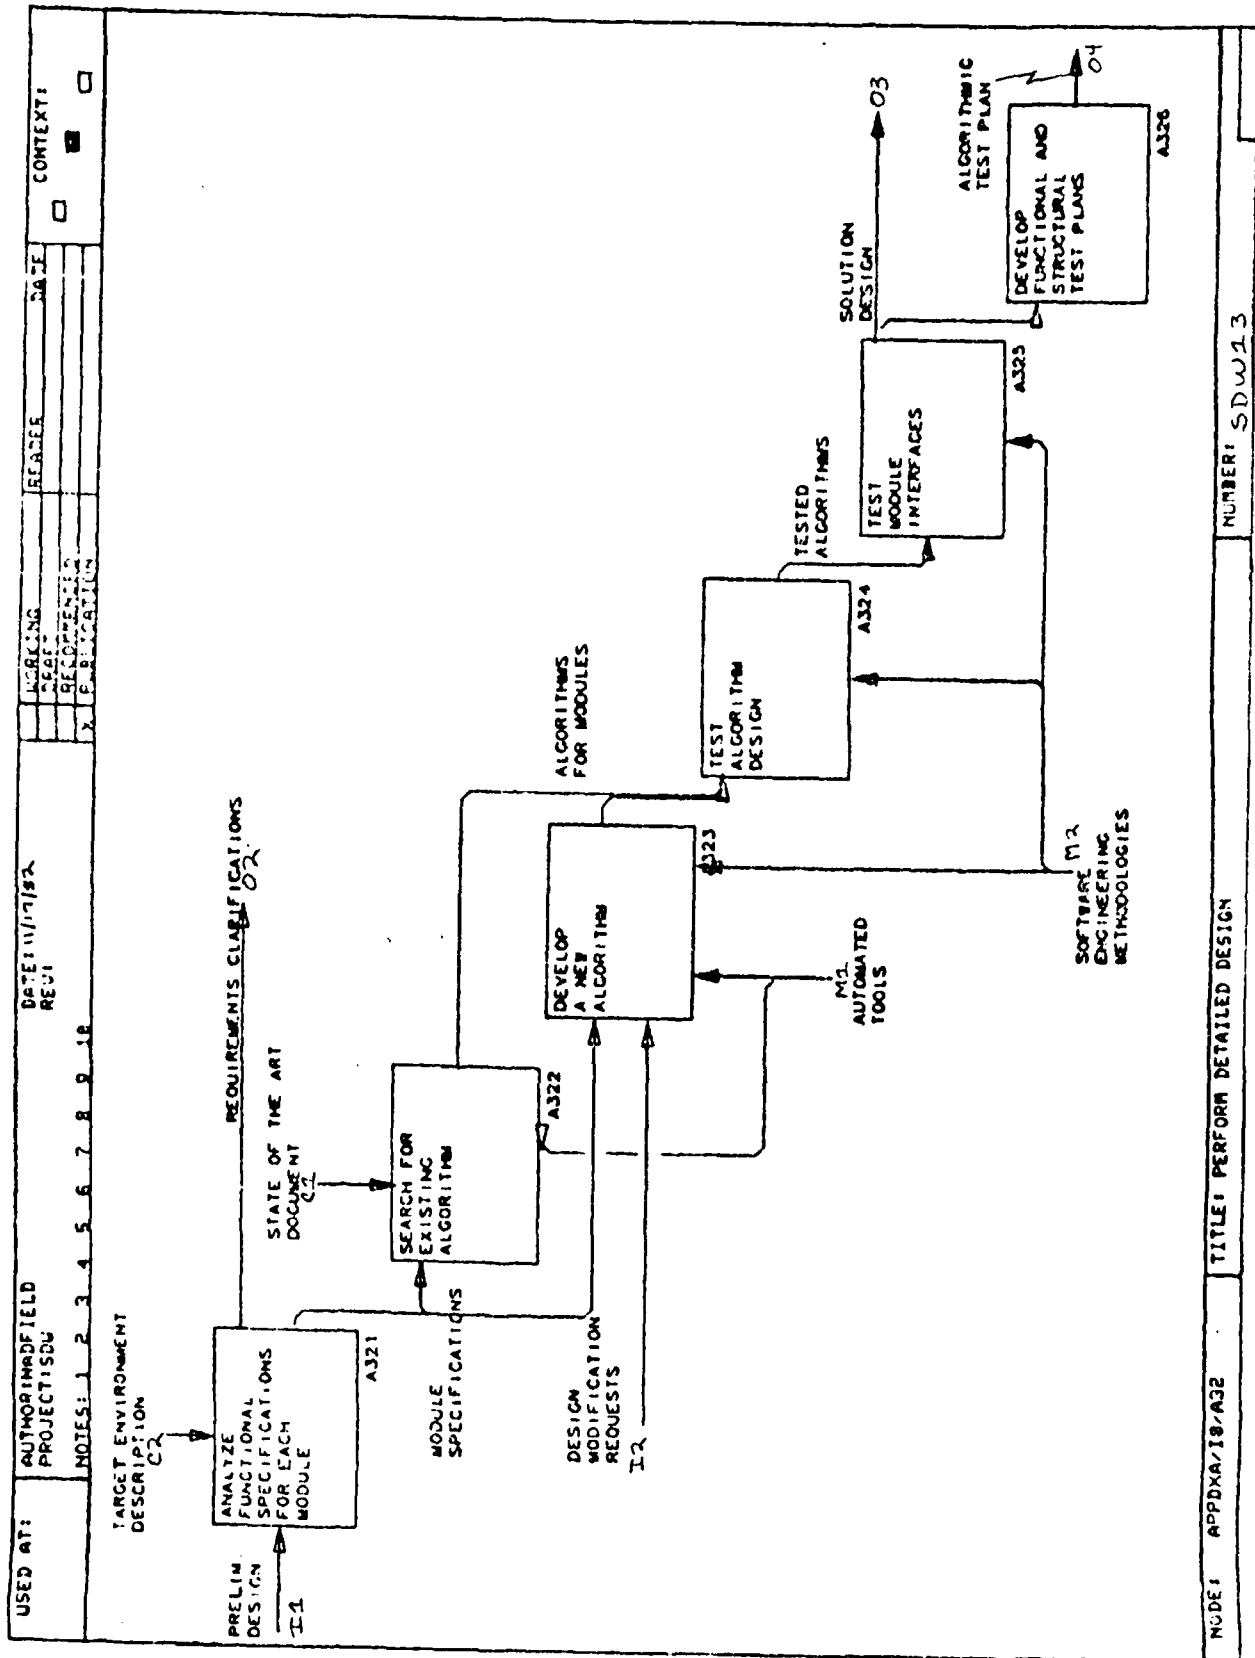 USED AT:
AUTHOR:HADFIELD
PROJECT:SDW
DATE:11/17/82
REV:
NOTES: 1 2 3 4 5 6 7 8 9 10
WORKING
DRAFT
RECOMMENDED
X PUBLICATION
READER
DATE
CONTEXT:
TARGET ENVIRONMENT
DESCRIPTION
C2
PRELIM
DESIGN
I1
ANALYZE
FUNCTIONAL
SPECIFICATIONS
FOR EACH
MODULE
A321
REQUIREMENTS CLARIFICATIONS
O2
STATE OF THE ART
DOCUMENT
C1
MODULE
SPECIFICATIONS
SEARCH FOR
EXISTING
ALGORITHM
A322
DESIGN
MODIFICATION
REQUESTS
I2
DEVELOP
A NEW
ALGORITHM
A323
M1
AUTOMATED
TOOLS
ALGORITHMS
FOR MODULES
TEST
ALGORITHM
DESIGN
A324
SOFTWARE M2
ENGINEERING
METHODOLOGIES
TESTED
ALGORITHMS
TEST
MODULE
INTERFACES
A325
SOLUTION
DESIGN
O3
DEVELOP
FUNCTIONAL AND
STRUCTURAL
TEST PLANS
A326
ALGORITHMIC
TEST PLAN
O4
NODE: APPDXA/I8/A32
TITLE: PERFORM DETAILED DESIGN
NUMBER: SDW13